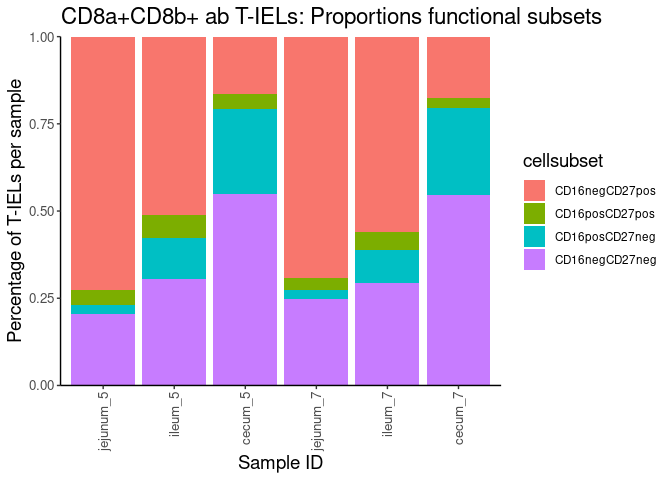 CD8a+CD8b+ ab T-IELs: Proportions functional subsets
Percentage of T-IELs per sample
1.00
0.75
0.50
0.25
0.00
jejunum_5
ileum_5
cecum_5
jejunum_7
ileum_7
cecum_7
Sample ID
cellsubset
CD16negCD27pos
CD16posCD27pos
CD16posCD27neg
CD16negCD27neg